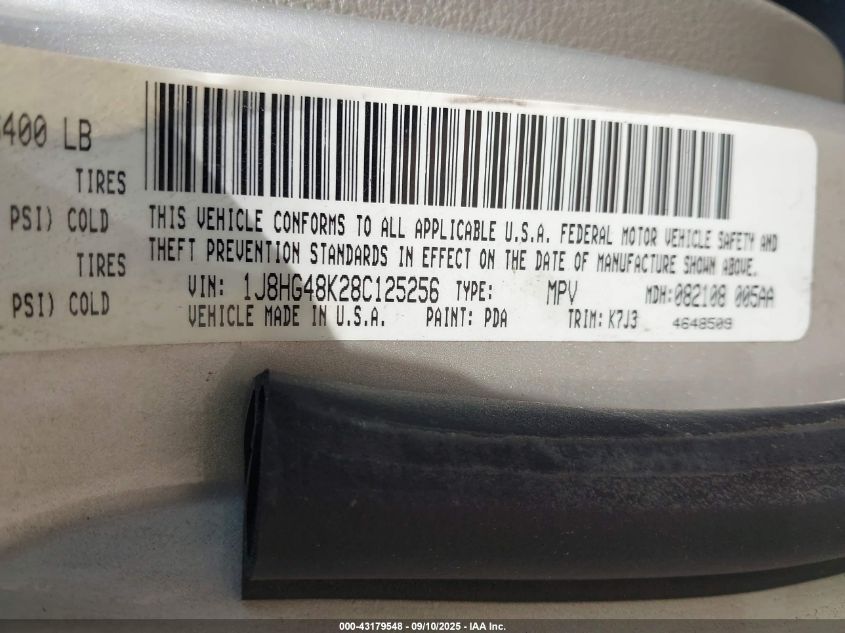 400 LB
TIRES
PSI) COLD
TIRES
PSI) COLD
THIS VEHICLE CONFORMS TO ALL APPLICABLE U.S.A. FEDERAL MOTOR VEHICLE SAFETY AND
THEFT PREVENTION STANDARDS IN EFFECT ON THE DATE OF MANUFACTURE SHOWN ABOVE.
VIN: 1J8HG48K28C125256 TYPE: MPV MDH:082108 005AA
VEHICLE MADE IN U.S.A. PAINT: PDA TRIM: K7J3 4648509
000-43179548 - 09/10/2025 - IAA Inc.